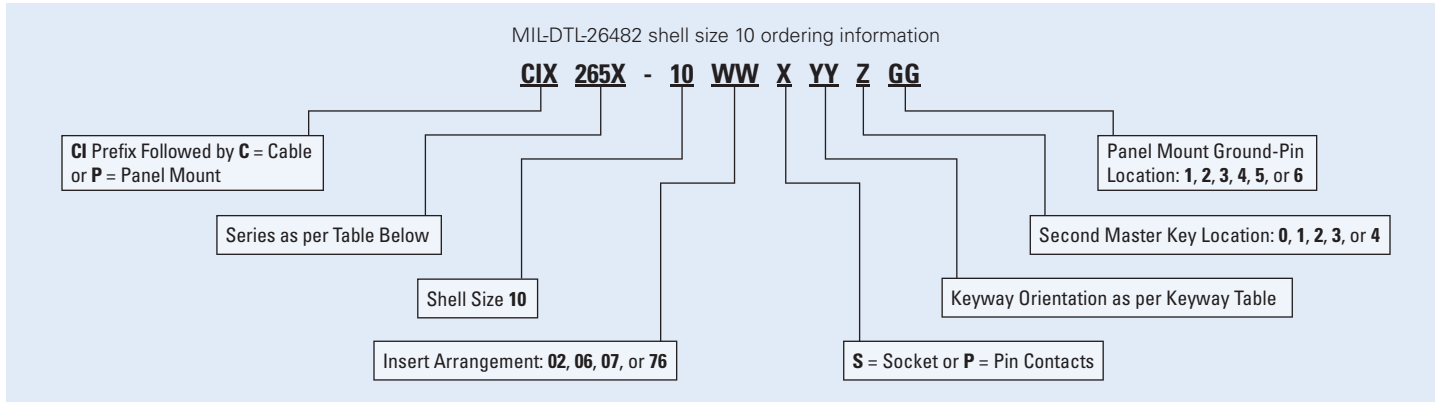 MIL-DTL-26482 shell size 10 ordering information
CIX 265X - 10 WW X YY Z GG
CI Prefix Followed by C = Cable
or P = Panel Mount
Panel Mount Ground-Pin
Location: 1, 2, 3, 4, 5, or 6
Series as per Table Below
Second Master Key Location: 0, 1, 2, 3, or 4
Shell Size 10
Keyway Orientation as per Keyway Table
Insert Arrangement: 02, 06, 07, or 76
S = Socket or P = Pin Contacts